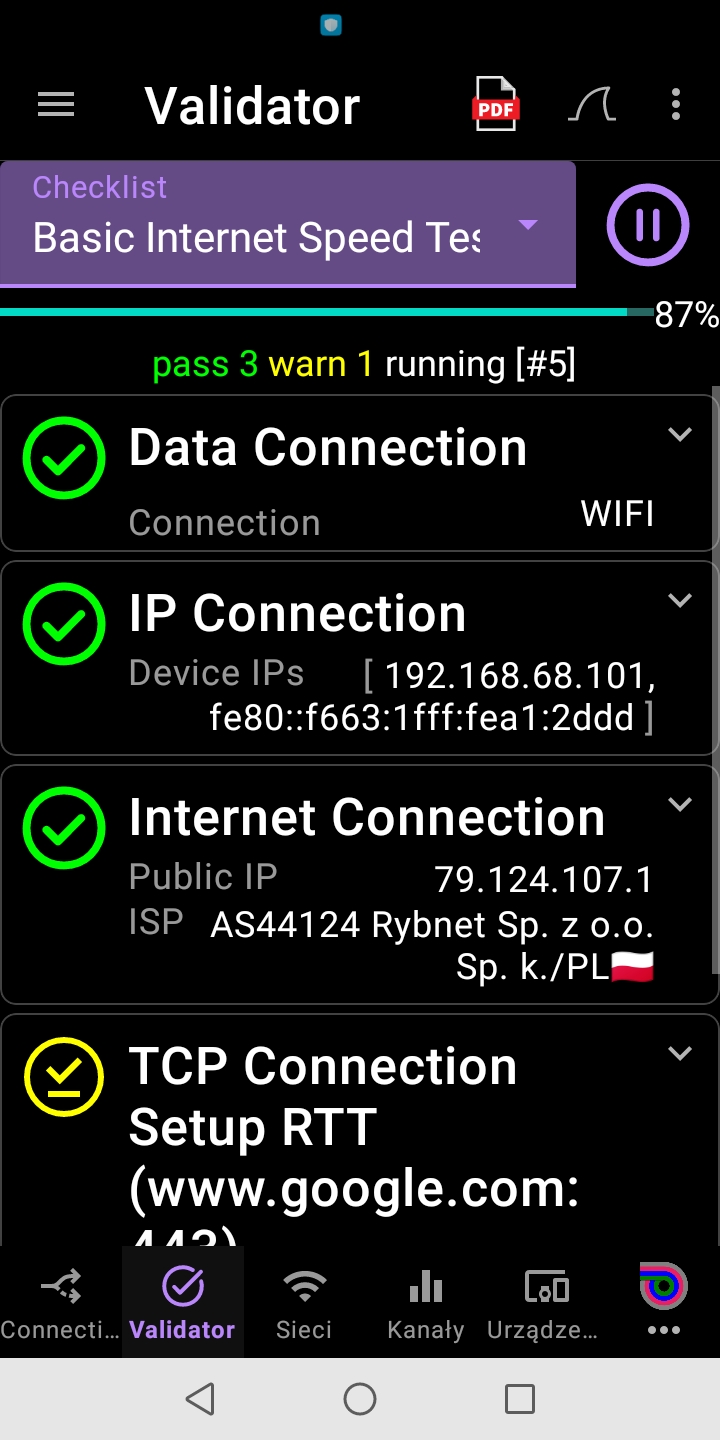 Validator
PDF
Checklist
Basic Internet Speed Tes
87%
pass 3 warn 1 running [#5]
Data Connection
Connection WIFI
IP Connection
Device IPs [ 192.168.68.101,
fe80::f663:1fff:fea1:2ddd ]
Internet Connection
Public IP 79.124.107.1
ISP AS44124 Rybnet Sp. z o.o.
Sp. k./PL🇵🇱
TCP Connection
Setup RTT
(www.google.com:
443)
Connecti… Validator Sieci Kanały Urządze…